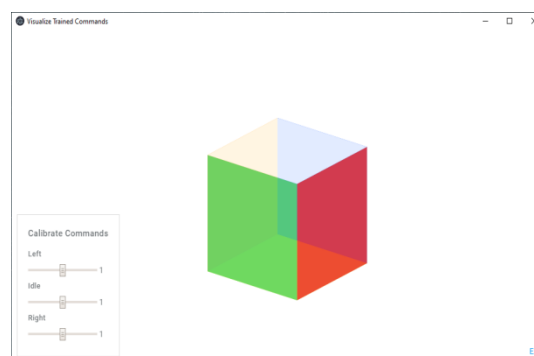 Visualize Trained Commands
Calibrate Commands
Left
1
Idle
1
Right
1